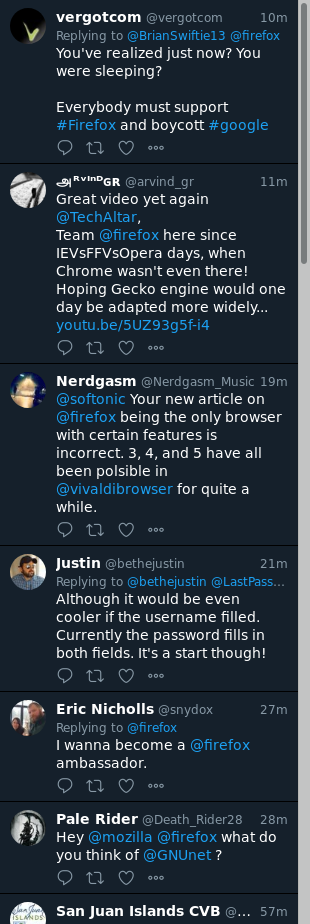 vergotcom @vergotcom 10m
Replying to @BrianSwiftie13 @firefox
You've realized just now? You
were sleeping?
Everybody must support
#Firefox and boycott #google
அRᵛᴵⁿᴰGR @arvind_gr 11m
Great video yet again
@TechAltar,
Team @firefox here since
IEVsFFVsOpera days, when
Chrome wasn't even there!
Hoping Gecko engine would one
day be adapted more widely...
youtu.be/5UZ93g5f-i4
Nerdgasm @Nerdgasm_Music 19m
@softonic Your new article on
@firefox being the only browser
with certain features is
incorrect. 3, 4, and 5 have all
been polsible in
@vivaldibrowser for quite a
while.
Justin @bethejustin 21m
Replying to @bethejustin @LastPass...
Although it would be even
cooler if the username filled.
Currently the password fills in
both fields. It's a start though!
Eric Nicholls @snydox 27m
Replying to @firefox
I wanna become a @firefox
ambassador.
Pale Rider @Death_Rider28 28m
Hey @mozilla @firefox what do
you think of @GNUnet ?
San Juan Islands CVB @... 57m
San Juan
ISLANDS